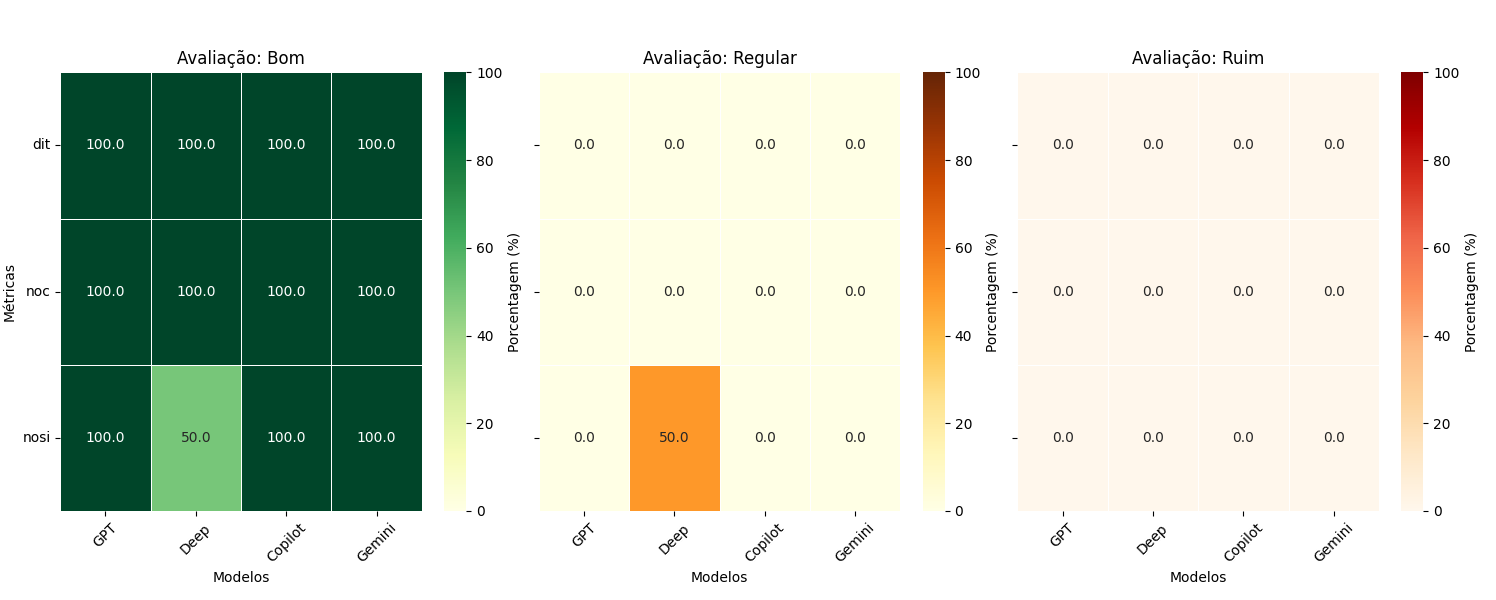 Avaliação: Bom
Métricas
dit
100.0 100.0 100.0 100.0
noc
100.0 100.0 100.0 100.0
nosi
100.0 50.0 100.0 100.0
GPT Deep Copilot Gemini
Modelos
100
80
60
40
20
0
Porcentagem (%)
Avaliação: Regular
0.0 0.0 0.0 0.0
0.0 0.0 0.0 0.0
0.0 50.0 0.0 0.0
GPT Deep Copilot Gemini
Modelos
100
80
60
40
20
0
Porcentagem (%)
Avaliação: Ruim
0.0 0.0 0.0 0.0
0.0 0.0 0.0 0.0
0.0 0.0 0.0 0.0
GPT Deep Copilot Gemini
Modelos
100
80
60
40
20
0
Porcentagem (%)